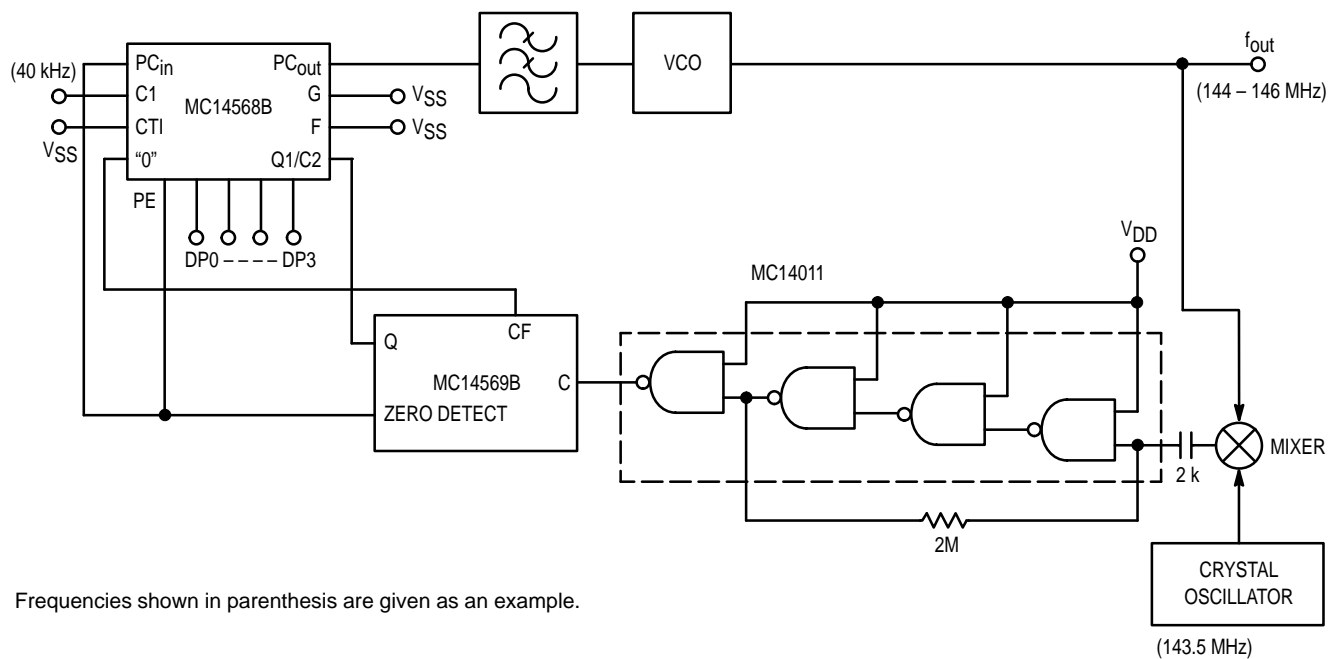 PCin
PCout
(40 kHz)
C1
MC14568B
G
VSS
CTI
F
VSS
VSS
"0"
Q1/C2
PE
DP0 – – – – DP3
VCO
fout
(144 – 146 MHz)
VDD
MC14011
CF
Q
MC14569B
C
ZERO DETECT
MIXER
2 k
2M
CRYSTAL
OSCILLATOR
(143.5 MHz)
Frequencies shown in parenthesis are given as an example.